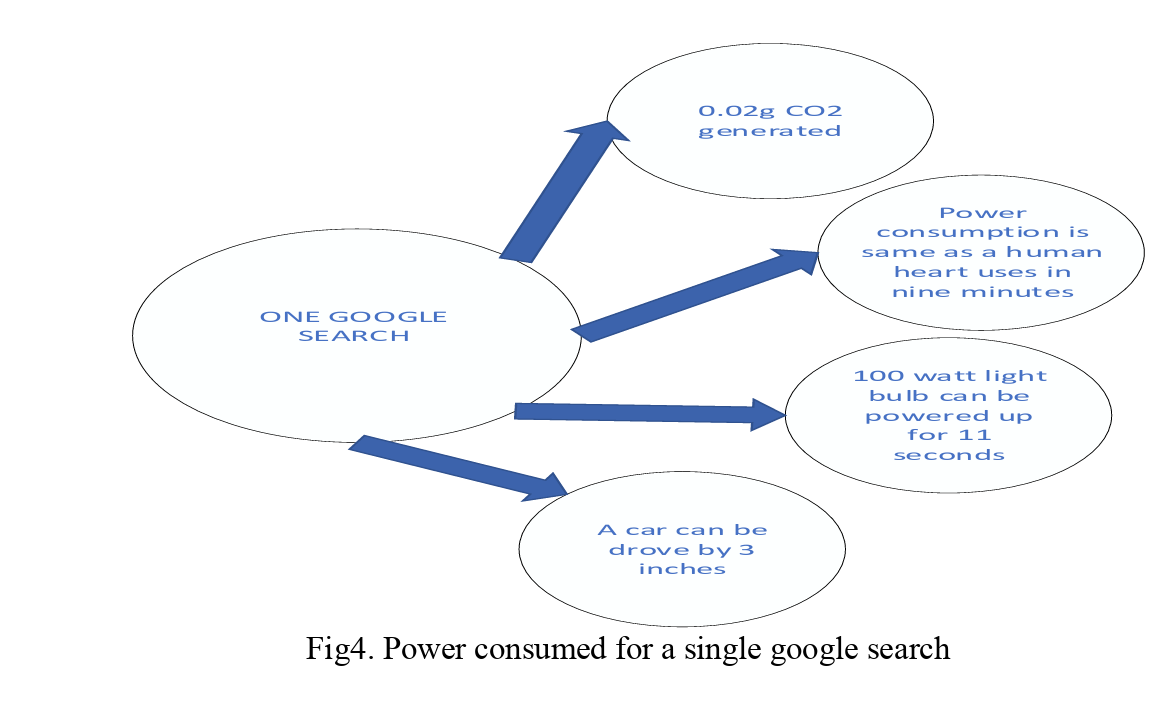 0.02g CO2
generated
Power
consumption is
same as a human
heart uses in
nine minutes
ONE GOOGLE
SEARCH
100 watt light
bulb can be
powered up
for 11
seconds
A car can be
drove by 3
inches
Fig4. Power consumed for a single google search